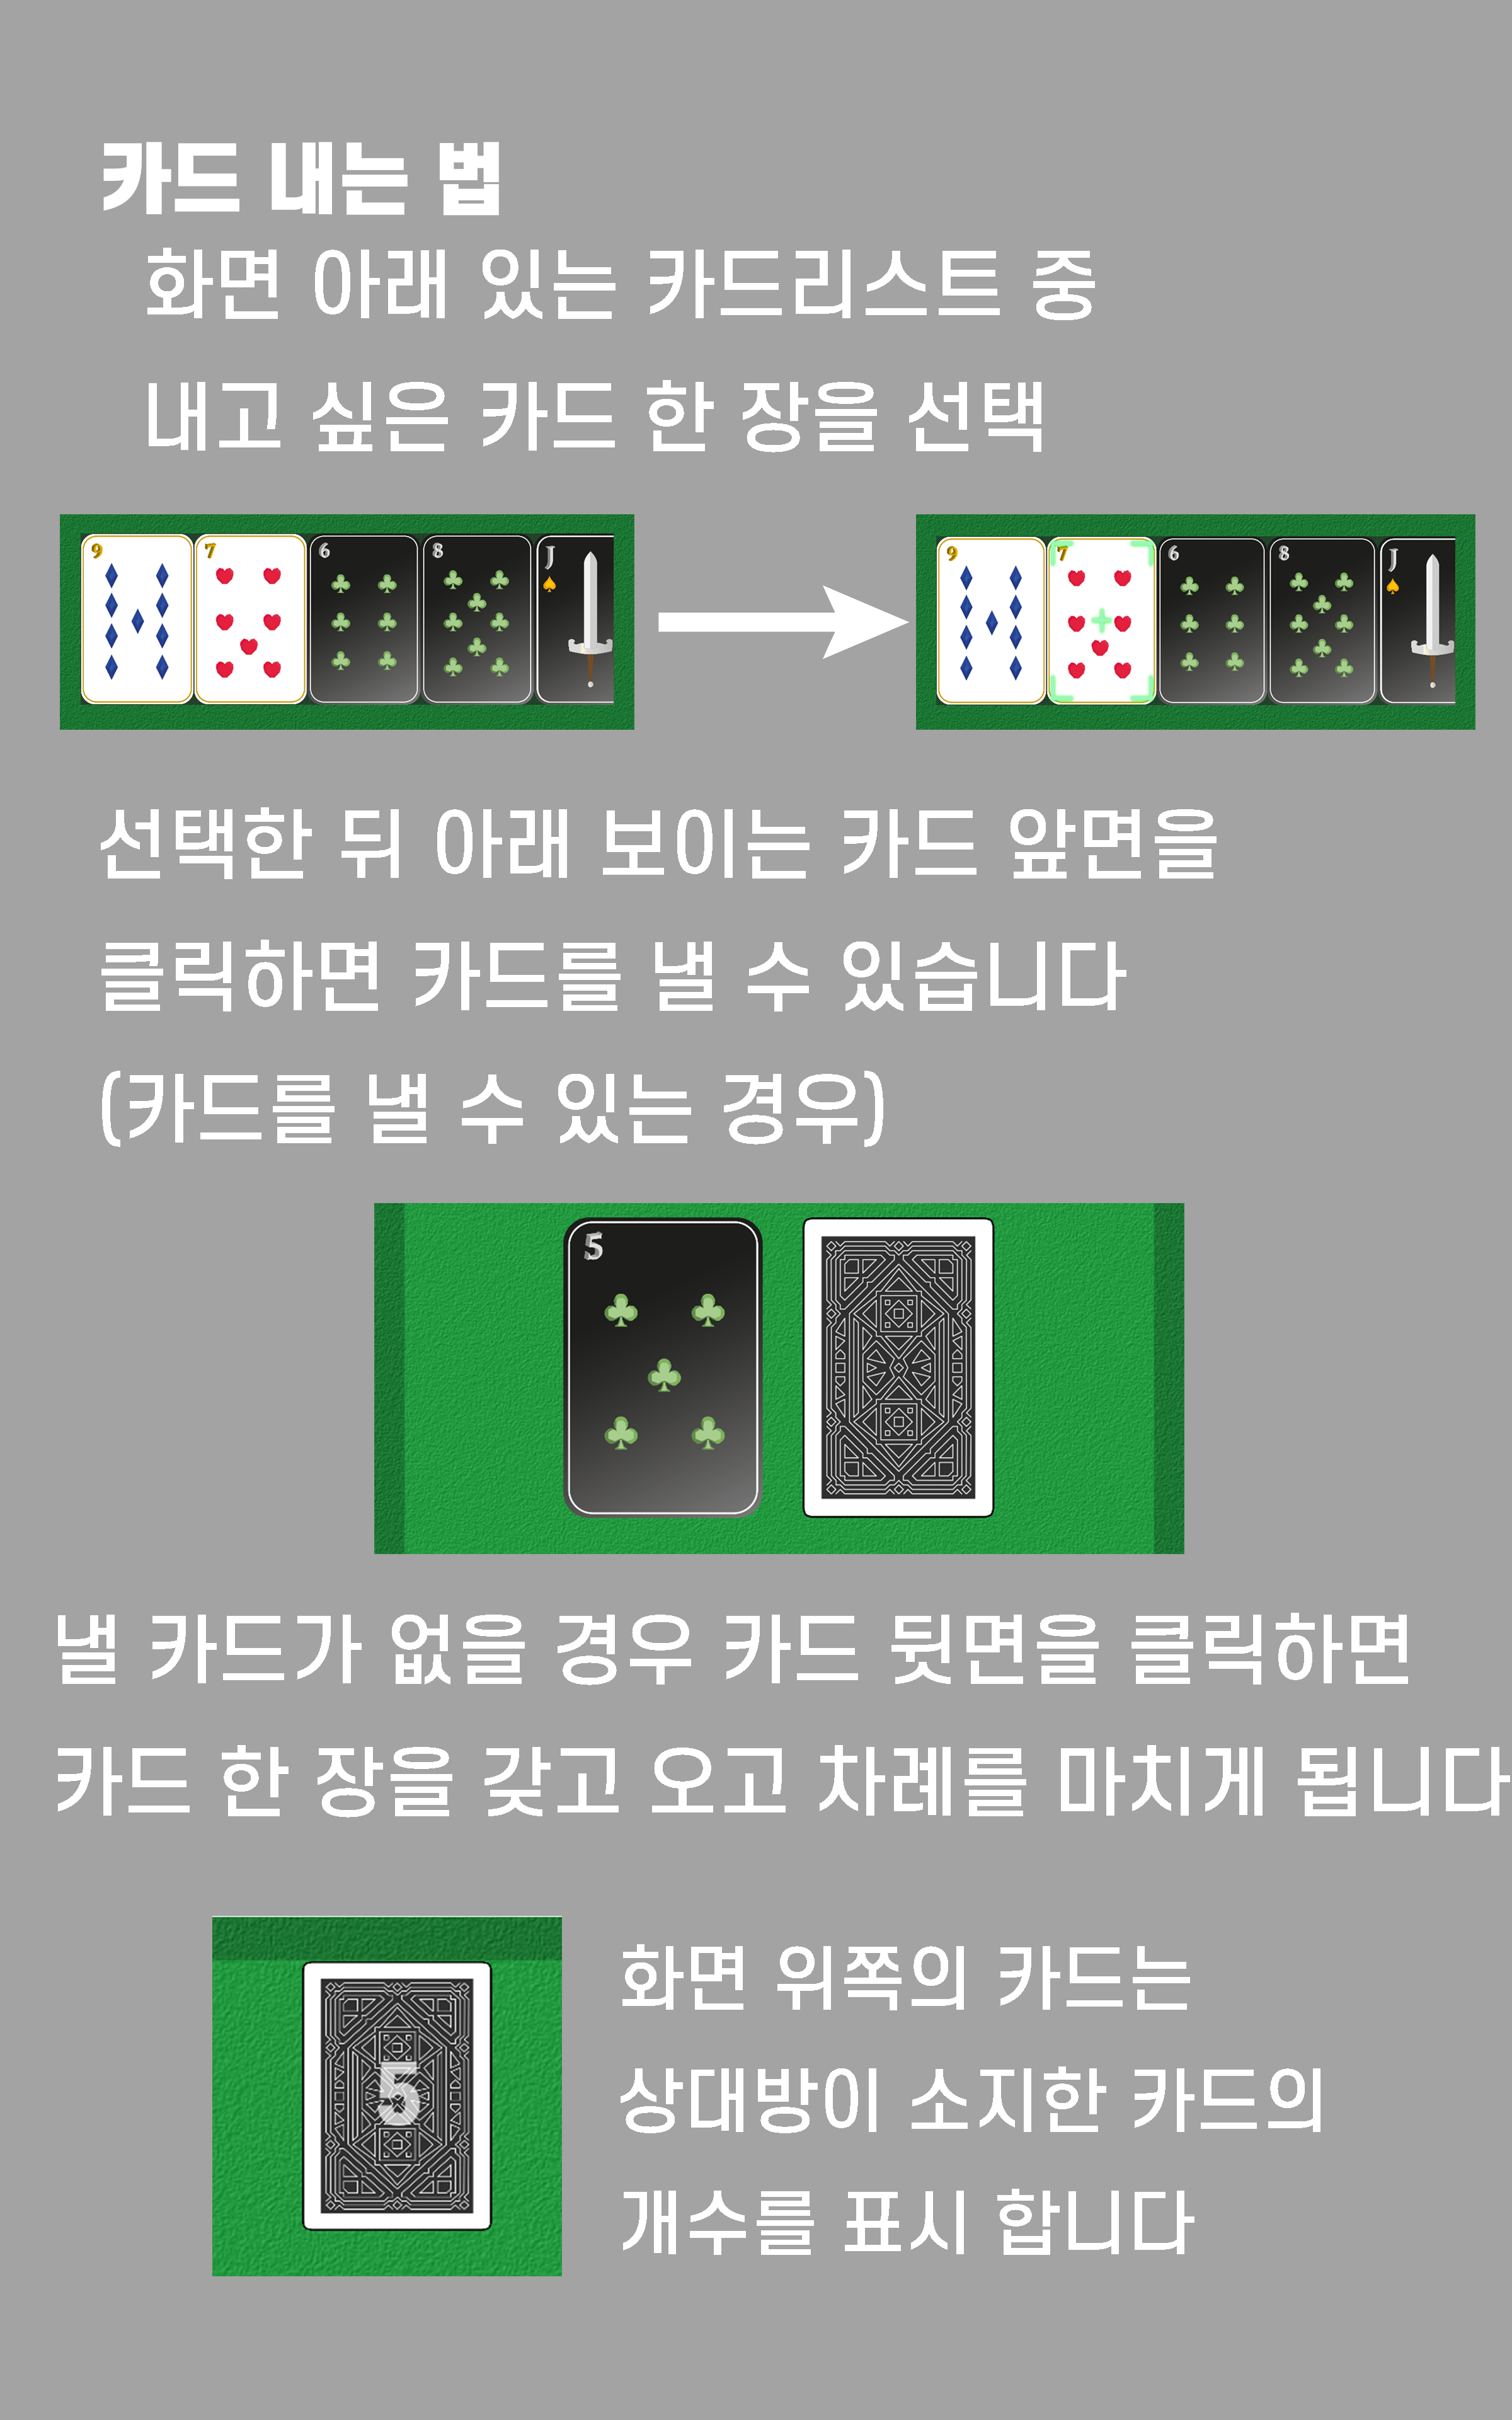 카드 내는 법
화면 아래 있는 카드리스트 중
내고 싶은 카드 한 장을 선택
9 7 6 8 J
9 7 6 8 J
선택한 뒤 아래 보이는 카드 앞면을
클릭하면 카드를 낼 수 있습니다
(카드를 낼 수 있는 경우)
5
낼 카드가 없을 경우 카드 뒷면을 클릭하면
카드 한 장을 갖고 오고 차례를 마치게 됩니다
5
화면 위쪽의 카드는
상대방이 소지한 카드의
개수를 표시 합니다